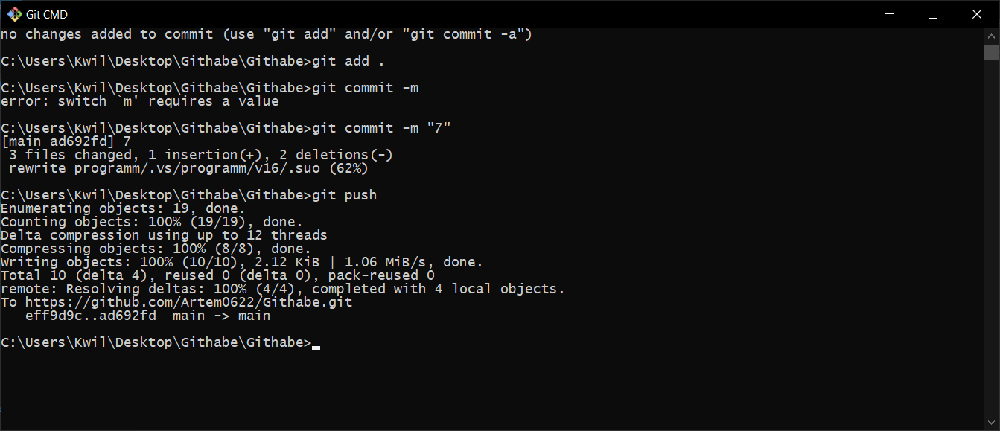 Git CMD
no changes added to commit (use "git add" and/or "git commit -a")
C:\Users\Kwil\Desktop\Githabe\Githabe>git add .
C:\Users\Kwil\Desktop\Githabe\Githabe>git commit -m
error: switch `m' requires a value
C:\Users\Kwil\Desktop\Githabe\Githabe>git commit -m "7"
[main ad692fd] 7
 3 files changed, 1 insertion(+), 2 deletions(-)
 rewrite programm/.vs/programm/v16/.suo (62%)
C:\Users\Kwil\Desktop\Githabe\Githabe>git push
Enumerating objects: 19, done.
Counting objects: 100% (19/19), done.
Delta compression using up to 12 threads
Compressing objects: 100% (8/8), done.
Writing objects: 100% (10/10), 2.12 KiB | 1.06 MiB/s, done.
Total 10 (delta 4), reused 0 (delta 0), pack-reused 0
remote: Resolving deltas: 100% (4/4), completed with 4 local objects.
To https://github.com/Artem0622/Githabe.git
   eff9d9c..ad692fd  main -> main
C:\Users\Kwil\Desktop\Githabe\Githabe>